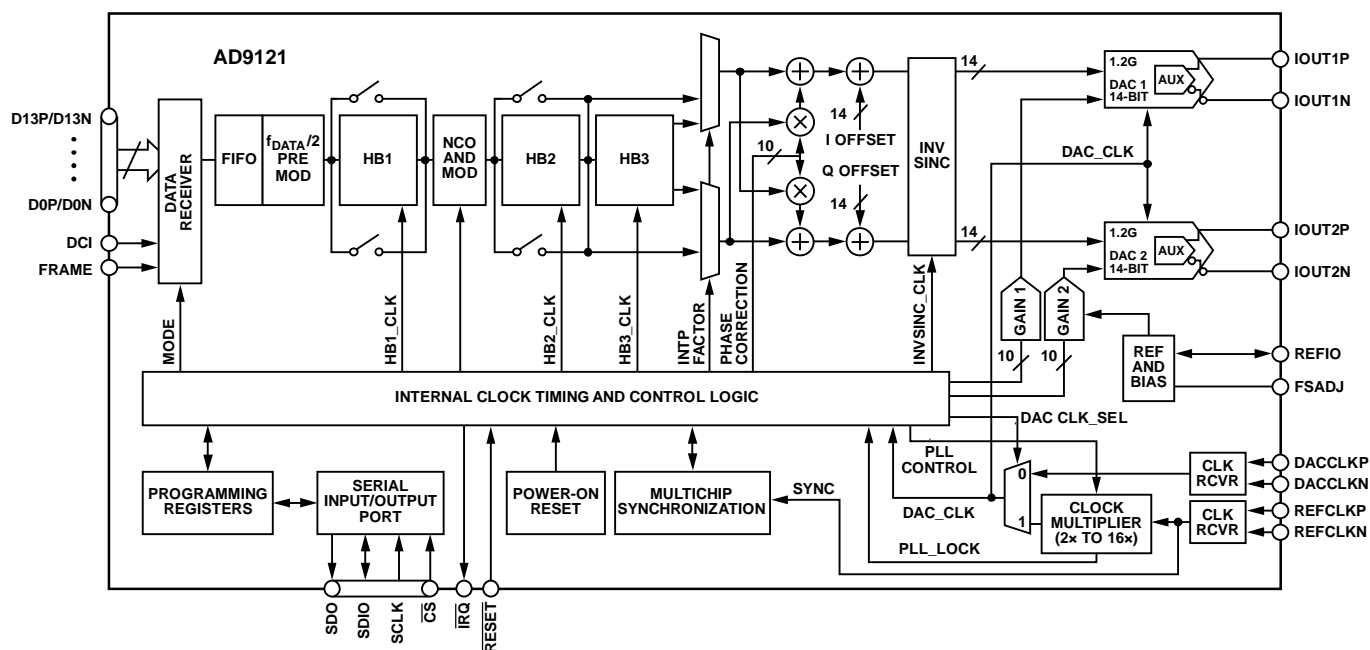 AD9121
D13P/D13N
D0P/D0N
DCI
FRAME
DATA
RECEIVER
FIFO
fDATA/2
PRE
MOD
HB1
NCO
AND
MOD
HB2
HB3
10
14
I OFFSET
Q OFFSET
14
INV
SINC
14
14
1.2G
DAC 1
14-BIT
AUX
IOUT1P
IOUT1N
DAC_CLK
1.2G
DAC 2
14-BIT
AUX
IOUT2P
IOUT2N
MODE
HB1_CLK
HB2_CLK
HB3_CLK
INTP
FACTOR
PHASE
CORRECTION
INVSINC_CLK
GAIN 1
GAIN 2
10
10
REF
AND
BIAS
REFIO
FSADJ
INTERNAL CLOCK TIMING AND CONTROL LOGIC
DAC CLK_SEL
PLL
CONTROL
0
1
DAC_CLK
PLL_LOCK
CLOCK
MULTIPLIER
(2× TO 16×)
CLK
RCVR
CLK
RCVR
DACCLKP
DACCLKN
REFCLKP
REFCLKN
PROGRAMMING
REGISTERS
SERIAL
INPUT/OUTPUT
PORT
POWER-ON
RESET
MULTICHIP
SYNCHRONIZATION
SYNC
SDO
SDIO
SCLK
CS
IRQ
RESET